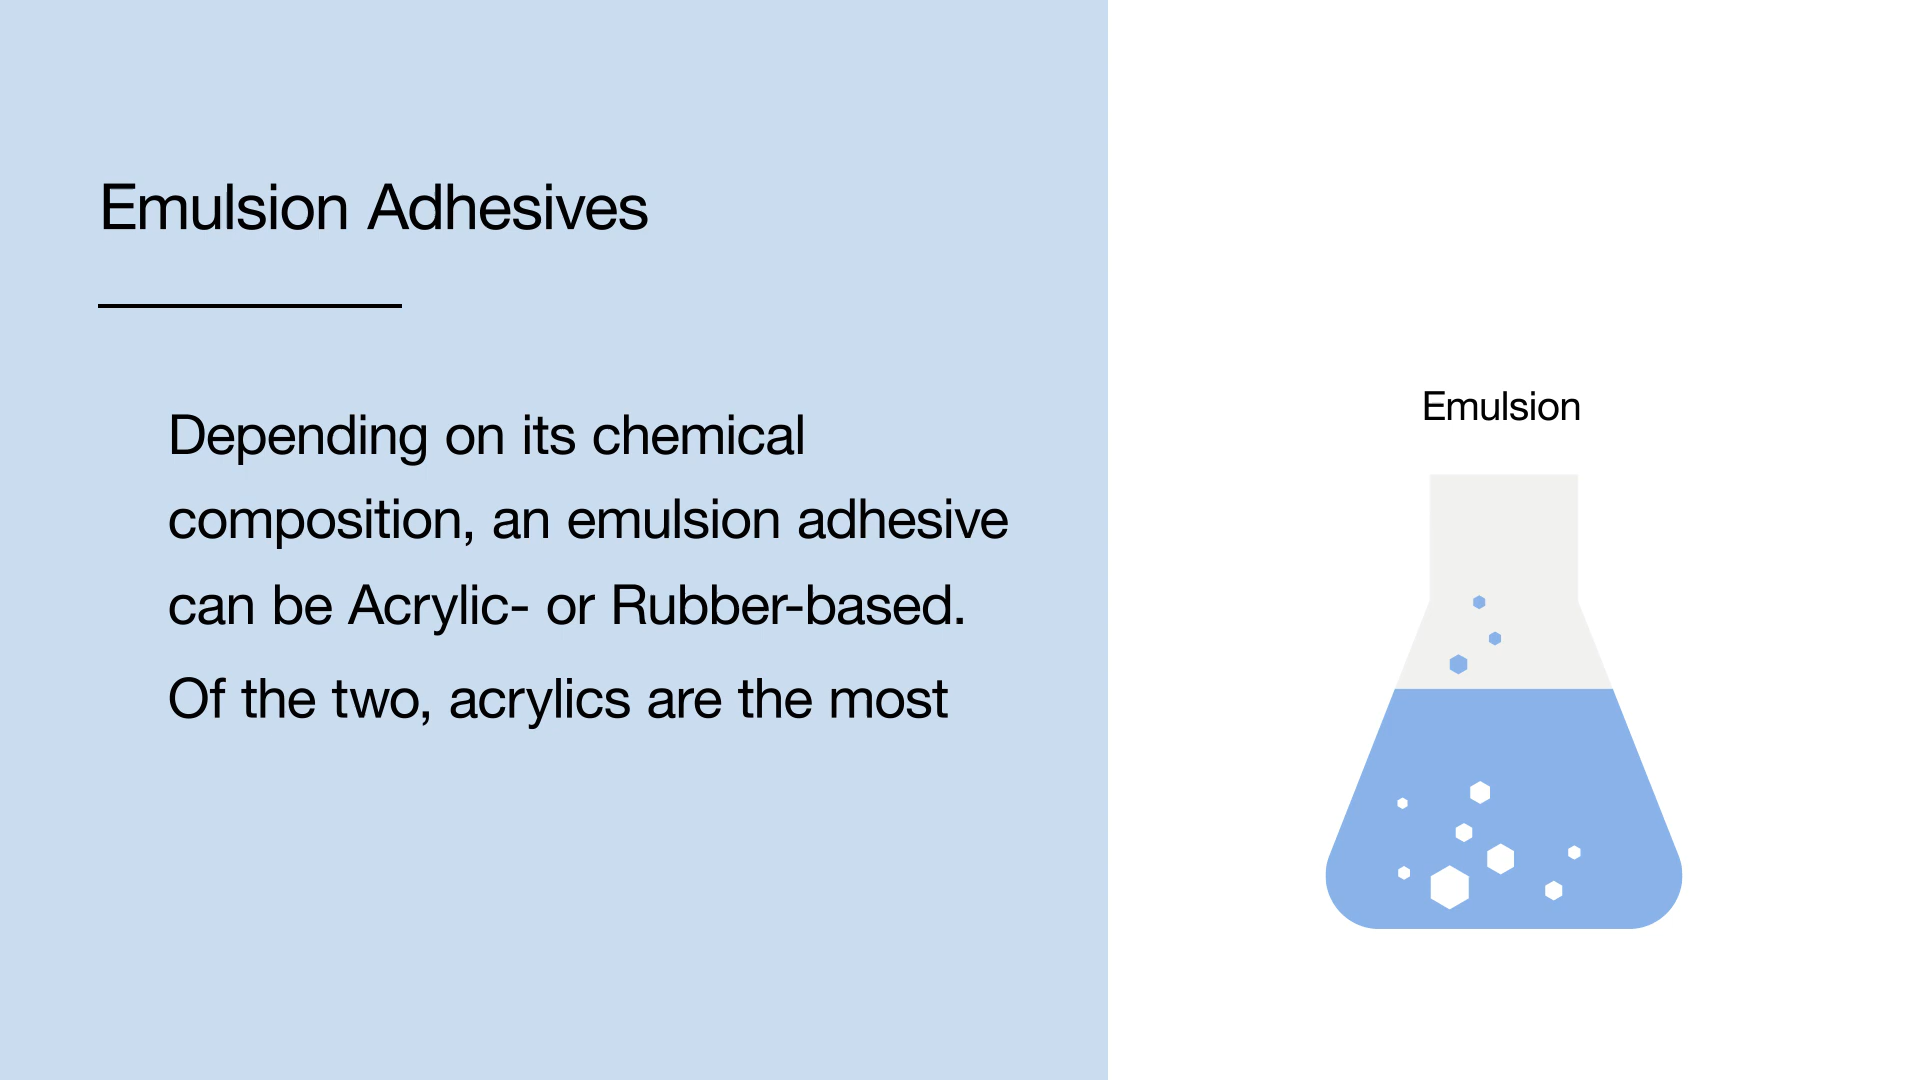 Emulsion Adhesives
Depending on its chemical
composition, an emulsion adhesive
can be Acrylic- or Rubber-based.
Of the two, acrylics are the most
Emulsion